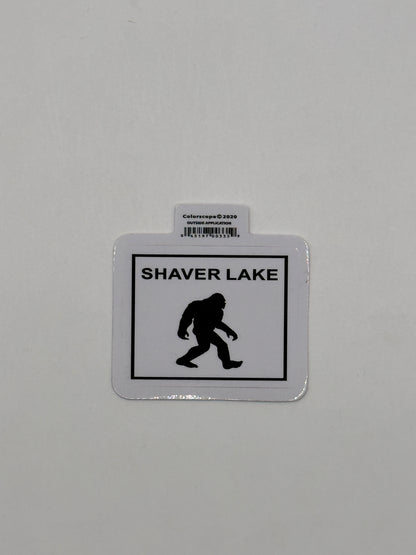 Colorscope©2020
OUTSIDE APPLICATION
SHAVER LAKE